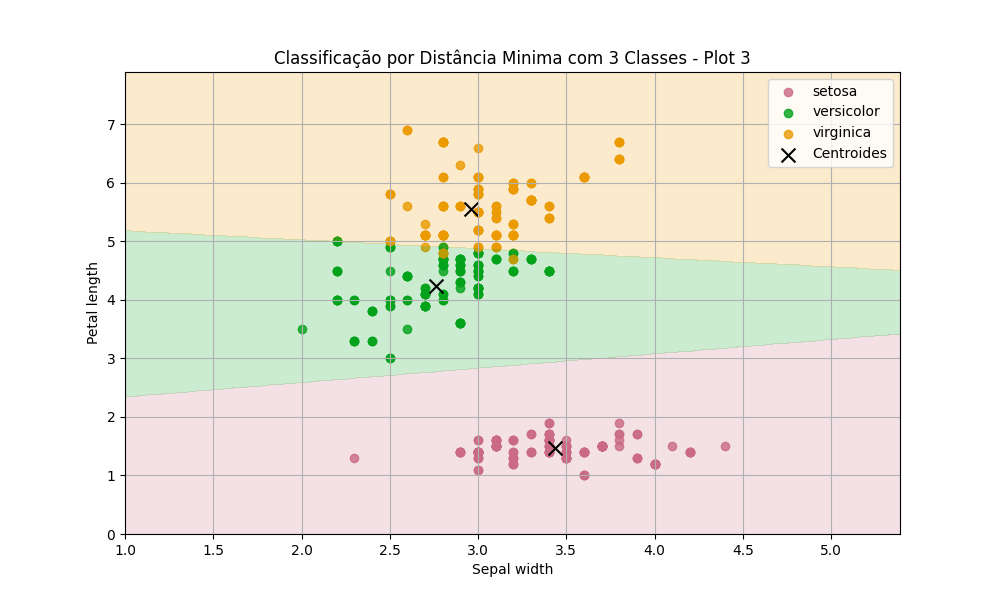 Classificação por Distância Minima com 3 Classes - Plot 3
setosa
versicolor
virginica
Centroides
Petal length
7
6
5
4
3
2
1
0
1.0 1.5 2.0 2.5 3.0 3.5 4.0 4.5 5.0
Sepal width